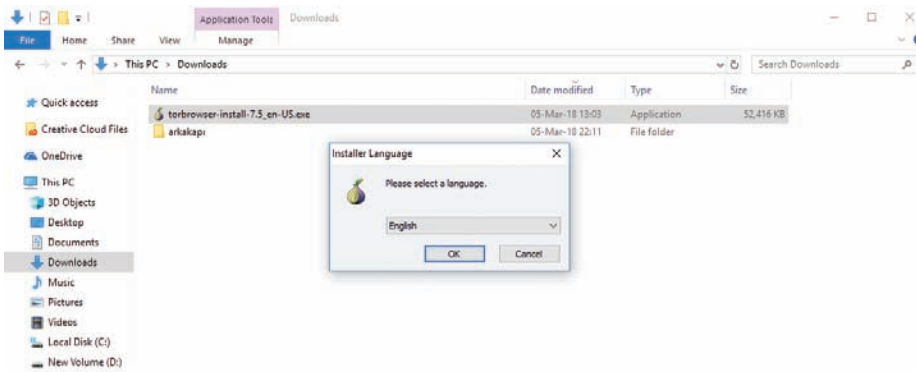 Application Tools Downloads
File Home Share View Manage
This PC > Downloads Search Downloads
Name Date modified Type Size
Quick access
torbrowser-install-7.5_en-US.exe 05-Mar-18 13:03 Application 52,416 KB
Creative Cloud Files arkakapı 05-Mar-18 22:11 File folder
Installer Language
OneDrive
Please select a language.
This PC
3D Objects
English
Desktop
Documents
OK Cancel
Downloads
Music
Pictures
Videos
Local Disk (C:)
New Volume (D:)